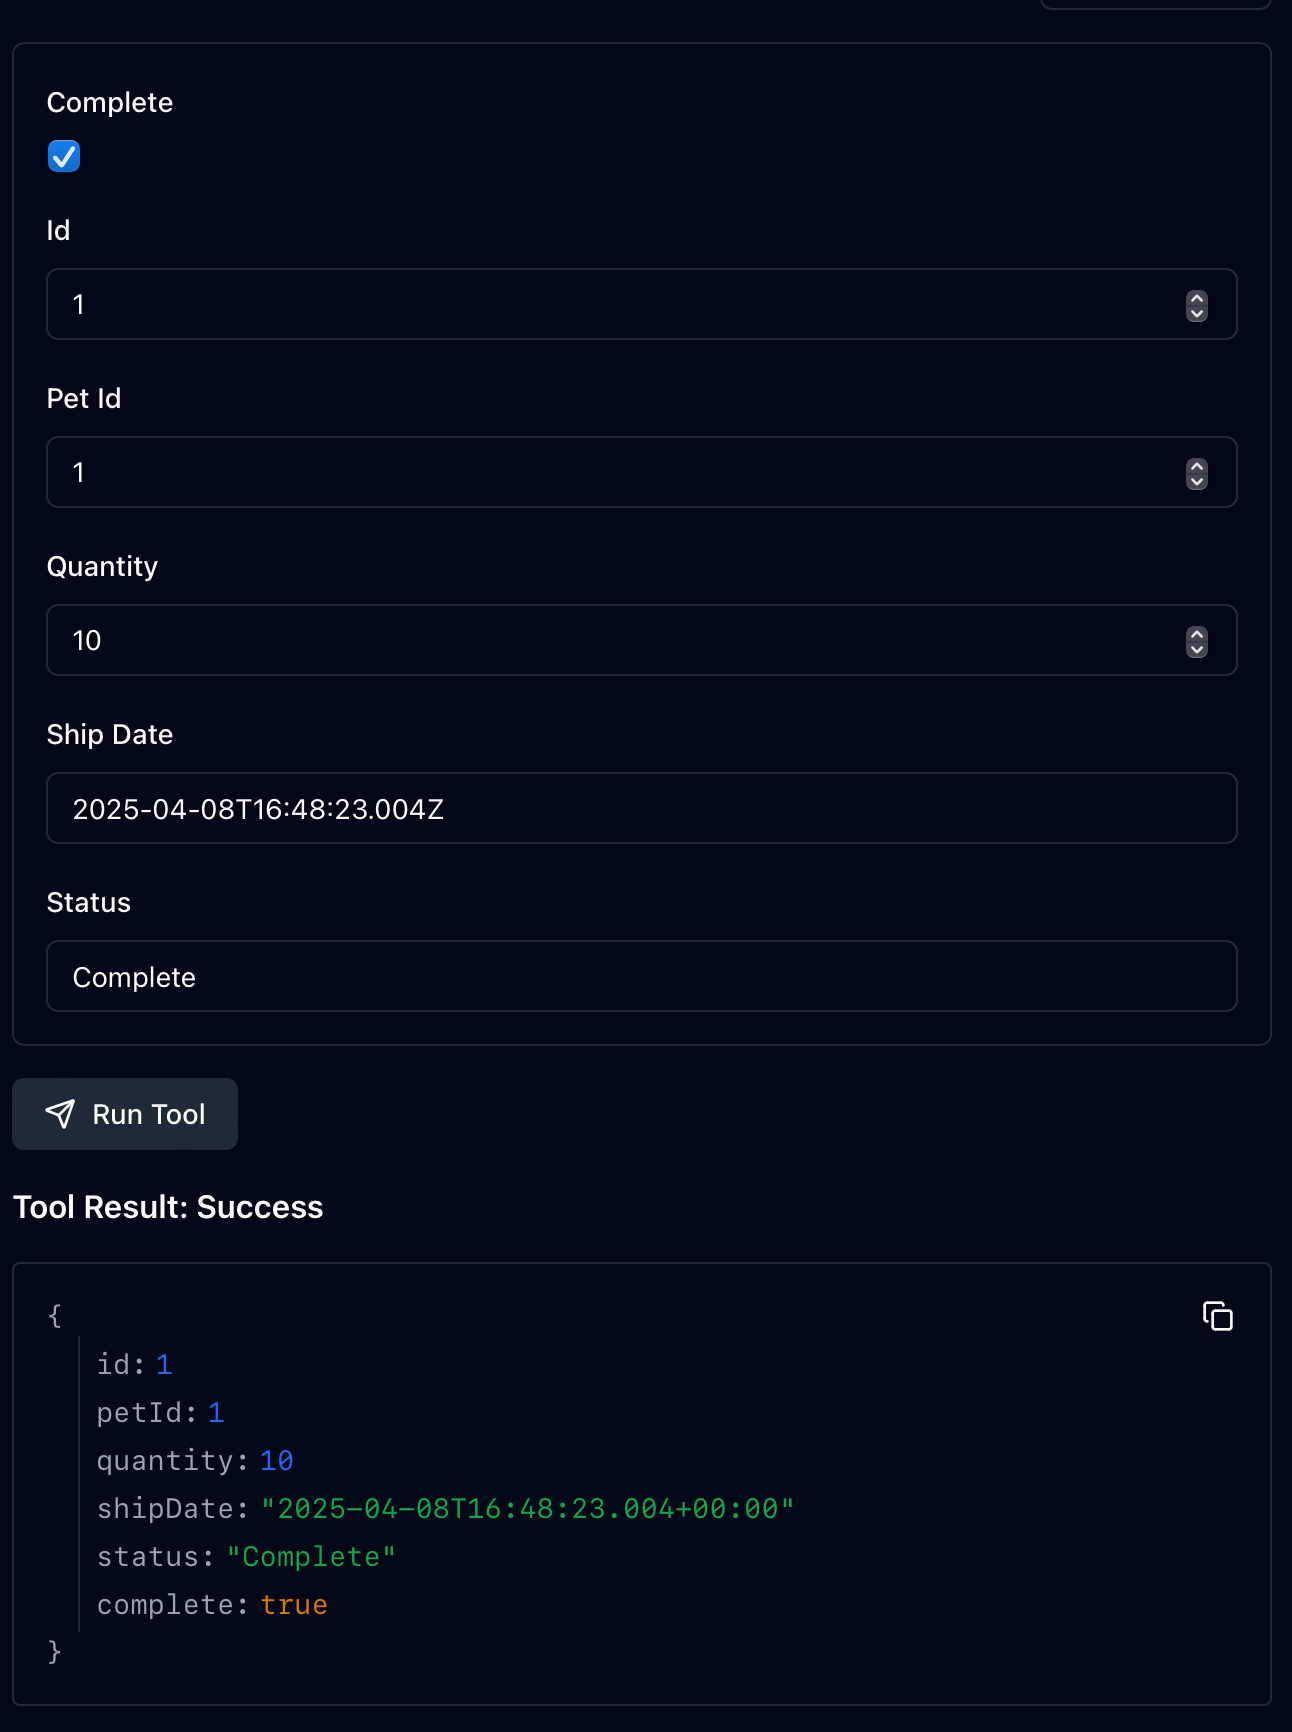 Complete
Id
1
Pet Id
1
Quantity
10
Ship Date
2025-04-08T16:48:23.004Z
Status
Complete
Run Tool
Tool Result: Success
{
id: 1
petId: 1
quantity: 10
shipDate: "2025-04-08T16:48:23.004+00:00"
status: "Complete"
complete: true
}